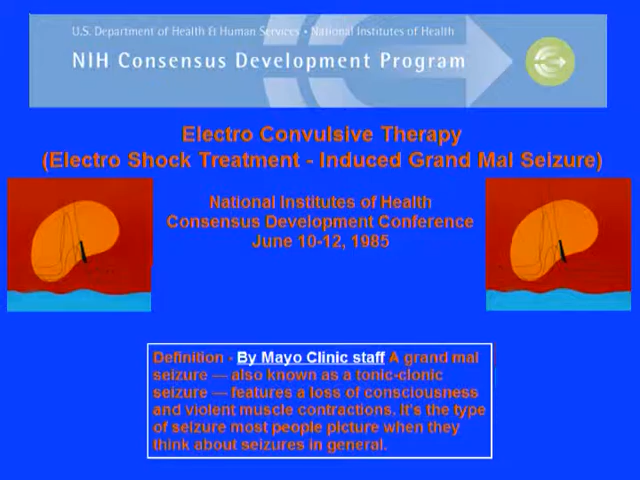 U.S. Department of Health & Human Services • National Institutes of Health
NIH Consensus Development Program
Electro Convulsive Therapy
(Electro Shock Treatment - Induced Grand Mal Seizure)
National Institutes of Health
Consensus Development Conference
June 10-12, 1985
Definition - By Mayo Clinic staff A grand mal
seizure — also known as a tonic-clonic
seizure — features a loss of consciousness
and violent muscle contractions. It's the type
of seizure most people picture when they
think about seizures in general.